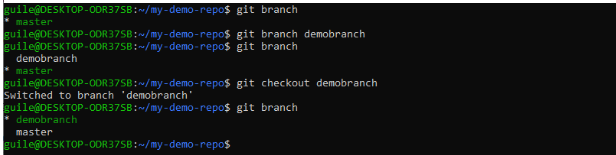 guile@DESKTOP-ODR37SB:~/my-demo-repo$ git branch
* master
guile@DESKTOP-ODR37SB:~/my-demo-repo$ git branch demobranch
guile@DESKTOP-ODR37SB:~/my-demo-repo$ git branch
  demobranch
* master
guile@DESKTOP-ODR37SB:~/my-demo-repo$ git checkout demobranch
Switched to branch 'demobranch'
guile@DESKTOP-ODR37SB:~/my-demo-repo$ git branch
* demobranch
  master
guile@DESKTOP-ODR37SB:~/my-demo-repo$